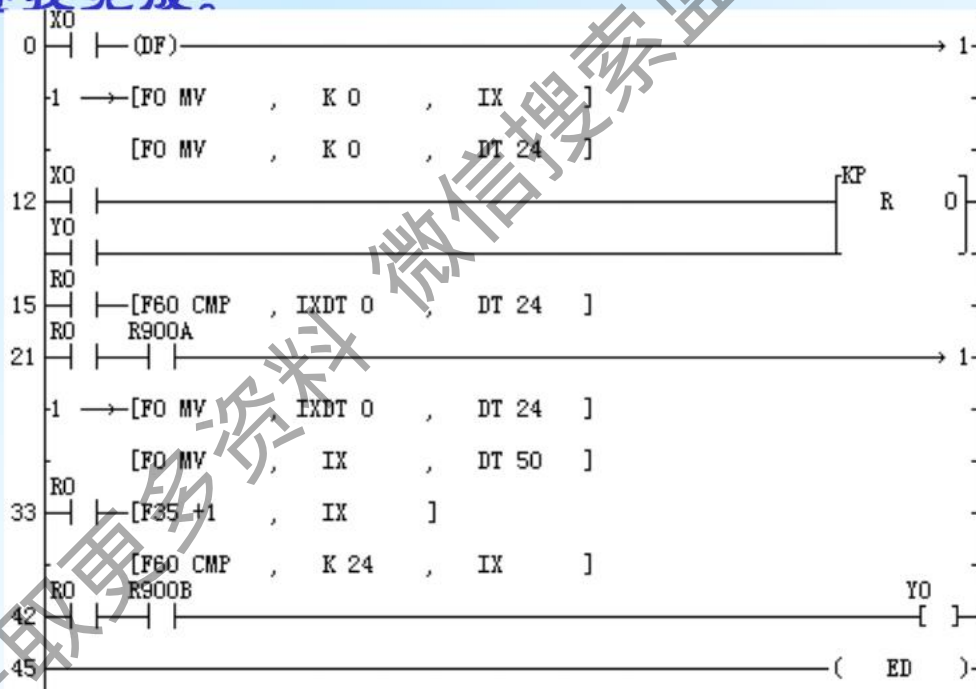 X0
0 (DF) 1
1 [F0 MV , K 0 , IX ]
[F0 MV , K 0 , DT 24 ]
X0 KP
12 R 0
Y0
R0
15 [F60 CMP , IXDT 0 , DT 24 ]
R0 R900A
21 1
1 [F0 MV , IXDT 0 , DT 24 ]
[F0 MV , IX , DT 50 ]
R0
33 [F35 +1 , IX ]
[F60 CMP , K 24 , IX ]
R0 R900B Y0
42 [ ]
45 ( ED )
取更多资料 微信搜索